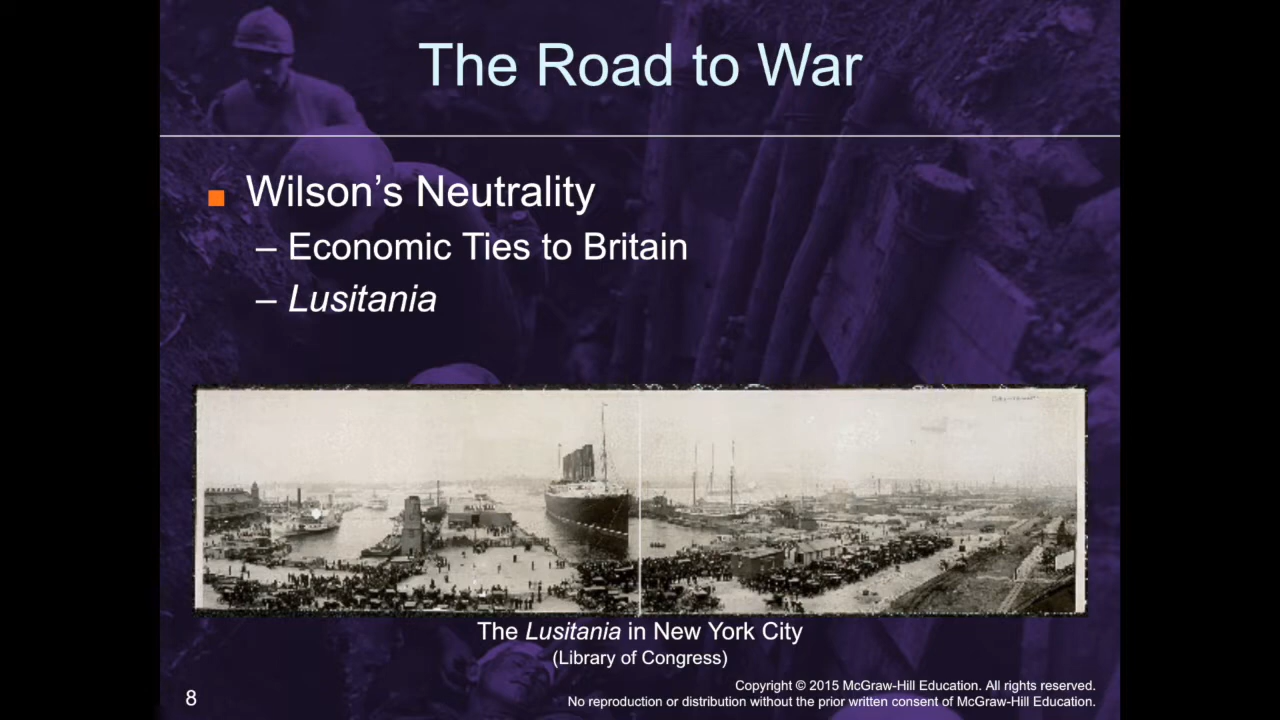 The Road to War
Wilson’s Neutrality
– Economic Ties to Britain
– Lusitania
The Lusitania in New York City
(Library of Congress)
Copyright © 2015 McGraw-Hill Education. All rights reserved.
No reproduction or distribution without the prior written consent of McGraw-Hill Education.
8